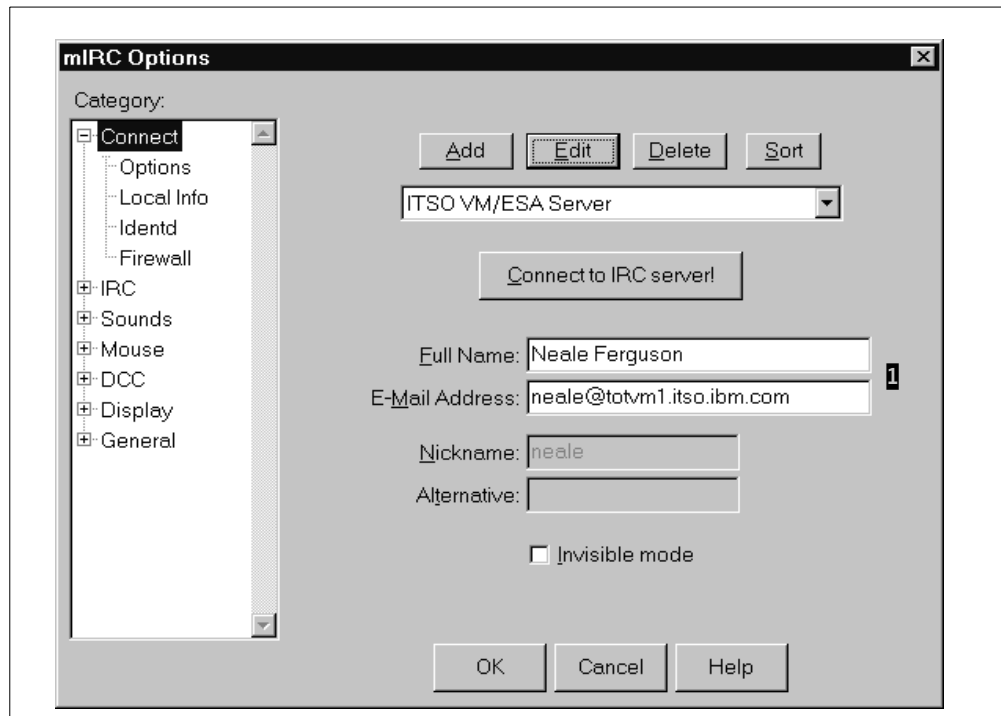 mIRC Options
Category:
Connect
Options
Local Info
Identd
Firewall
IRC
Sounds
Mouse
DCC
Display
General
Add Edit Delete Sort
ITSO VM/ESA Server
Connect to IRC server!
Full Name: Neale Ferguson
1
E-Mail Address: neale@totvm1.itso.ibm.com
Nickname: neale
Alternative:
Invisible mode
OK Cancel Help